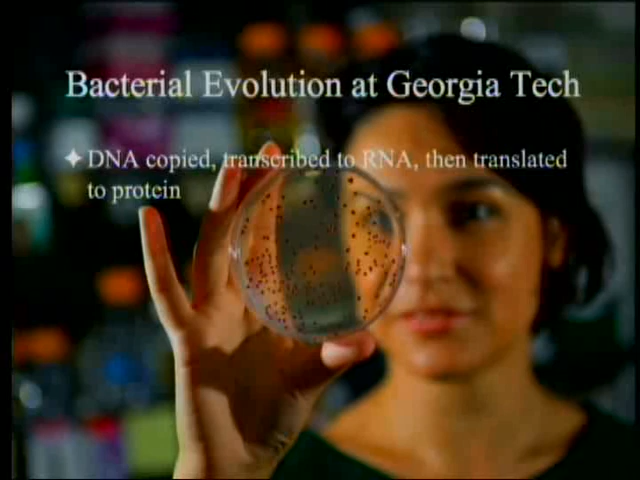 Bacterial Evolution at Georgia Tech
✦ DNA copied, transcribed to RNA, then translated
to protein